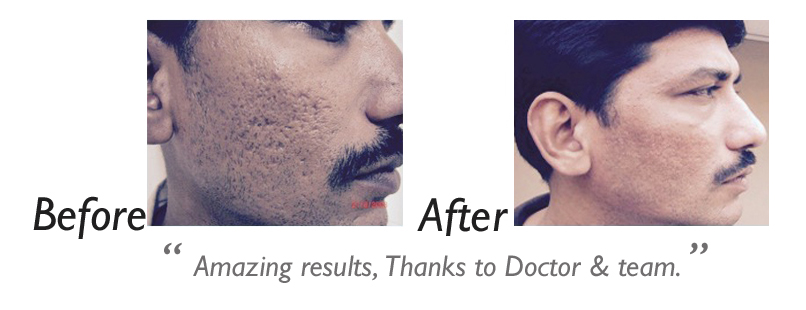 Before
After
“ Amazing results, Thanks to Doctor & team. ”